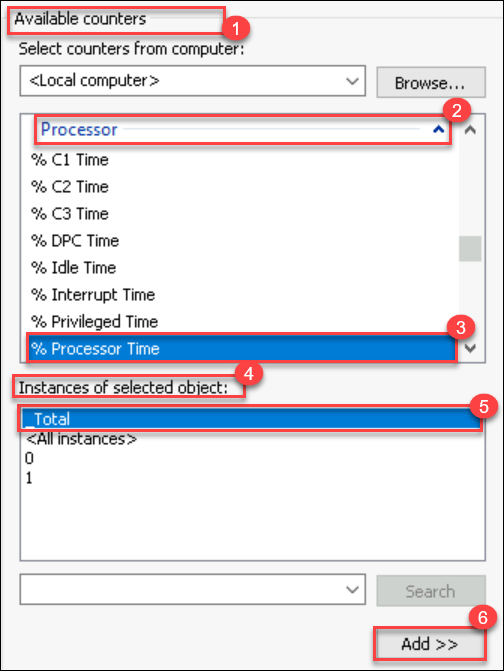 Available counters
1
Select counters from computer:
<Local computer>
Browse...
2
Processor
% C1 Time
% C2 Time
% C3 Time
% DPC Time
% Idle Time
% Interrupt Time
% Privileged Time
3
% Processor Time
4
Instances of selected object:
5
_Total
<All instances>
0
1
Search
6
Add >>